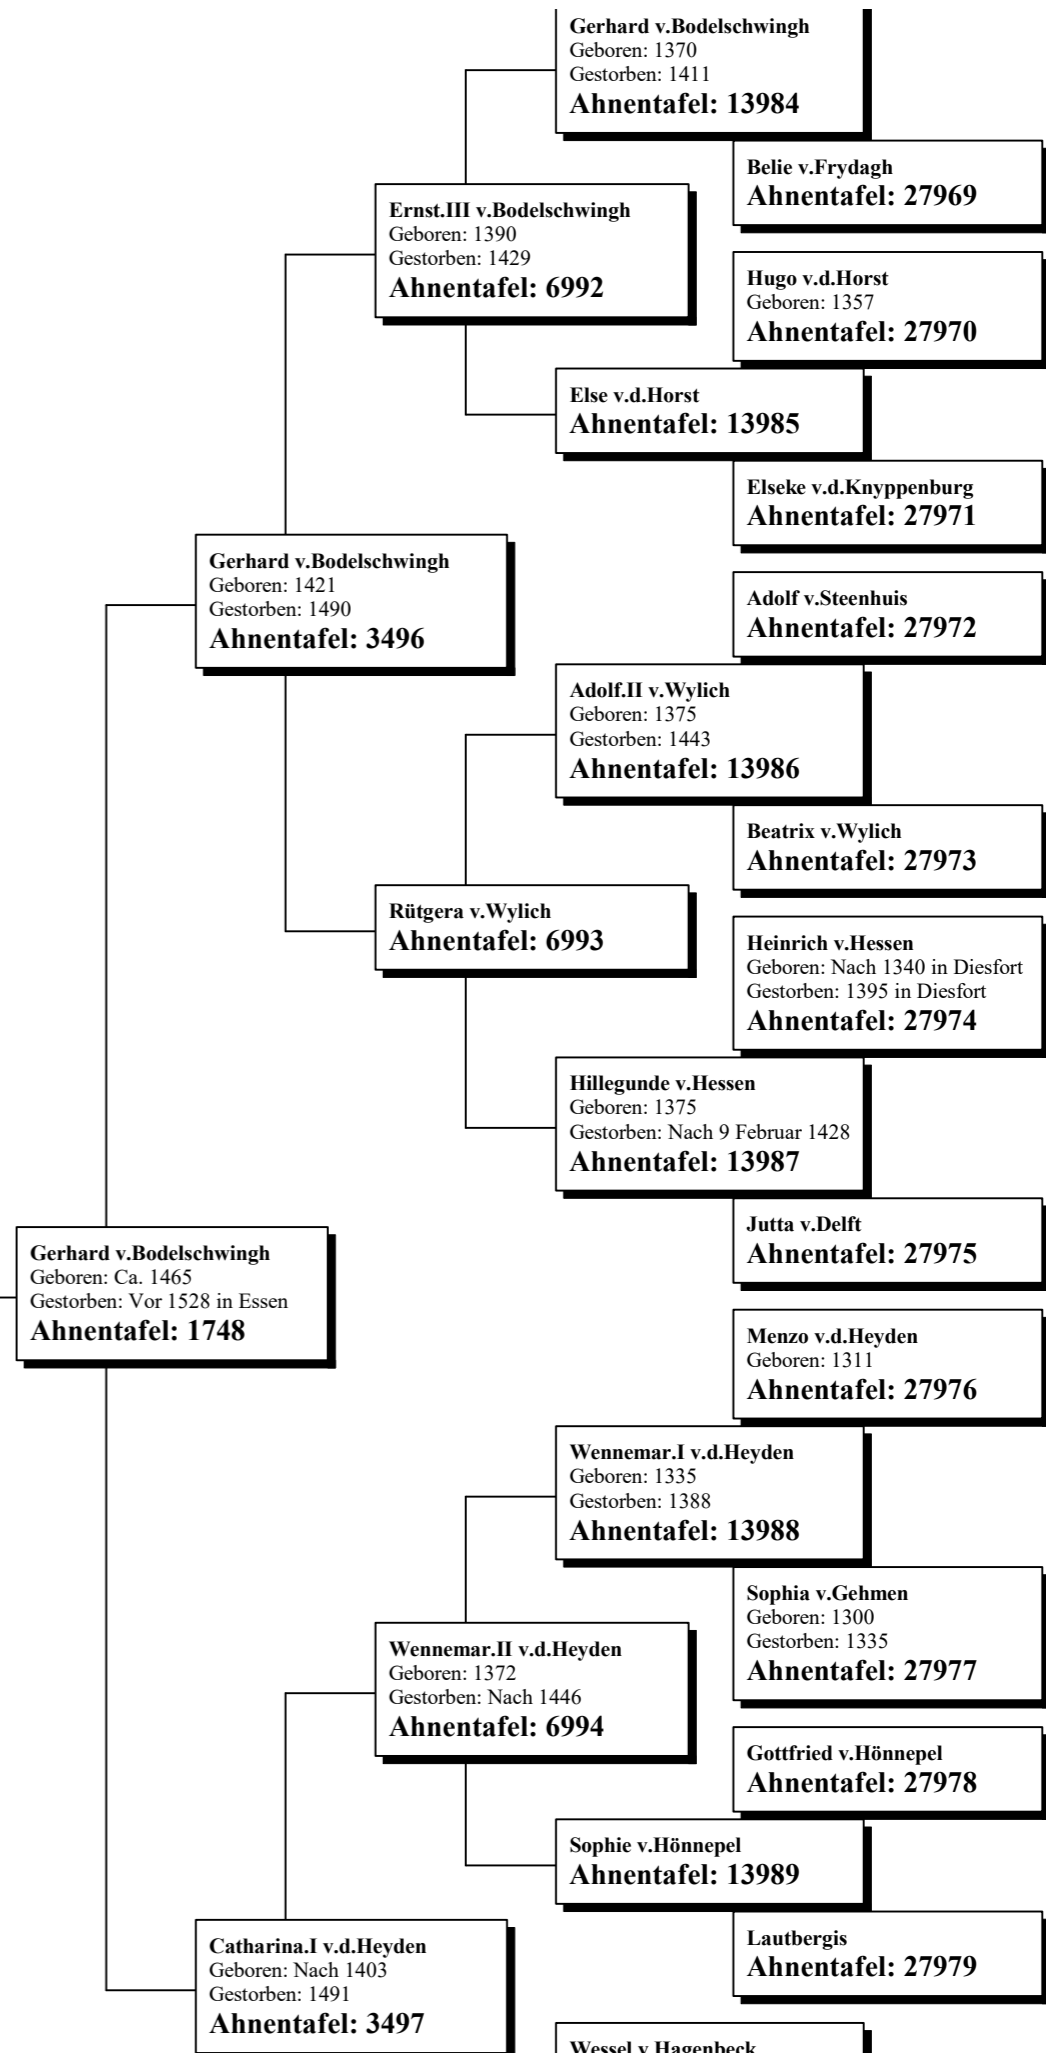 Gerhard v.Bodelschwingh
Geboren: 1370
Gestorben: 1411
Ahnentafel: 13984
Belie v.Frydagh
Ahnentafel: 27969
Ernst.III v.Bodelschwingh
Geboren: 1390
Gestorben: 1429
Ahnentafel: 6992
Hugo v.d.Horst
Geboren: 1357
Ahnentafel: 27970
Else v.d.Horst
Ahnentafel: 13985
Elseke v.d.Knyppenburg
Ahnentafel: 27971
Gerhard v.Bodelschwingh
Geboren: 1421
Gestorben: 1490
Ahnentafel: 3496
Adolf v.Steenhuis
Ahnentafel: 27972
Adolf.II v.Wylich
Geboren: 1375
Gestorben: 1443
Ahnentafel: 13986
Beatrix v.Wylich
Ahnentafel: 27973
Rütgera v.Wylich
Ahnentafel: 6993
Heinrich v.Hessen
Geboren: Nach 1340 in Diesfort
Gestorben: 1395 in Diesfort
Ahnentafel: 27974
Hillegunde v.Hessen
Geboren: 1375
Gestorben: Nach 9 Februar 1428
Ahnentafel: 13987
Jutta v.Delft
Ahnentafel: 27975
Gerhard v.Bodelschwingh
Geboren: Ca. 1465
Gestorben: Vor 1528 in Essen
Ahnentafel: 1748
Menzo v.d.Heyden
Geboren: 1311
Ahnentafel: 27976
Wennemar.I v.d.Heyden
Geboren: 1335
Gestorben: 1388
Ahnentafel: 13988
Sophia v.Gehmen
Geboren: 1300
Gestorben: 1335
Ahnentafel: 27977
Wennemar.II v.d.Heyden
Geboren: 1372
Gestorben: Nach 1446
Ahnentafel: 6994
Gottfried v.Hönnepel
Ahnentafel: 27978
Sophie v.Hönnepel
Ahnentafel: 13989
Lautbergis
Ahnentafel: 27979
Catharina.I v.d.Heyden
Geboren: Nach 1403
Gestorben: 1491
Ahnentafel: 3497
Wessel v.Hagenbeck